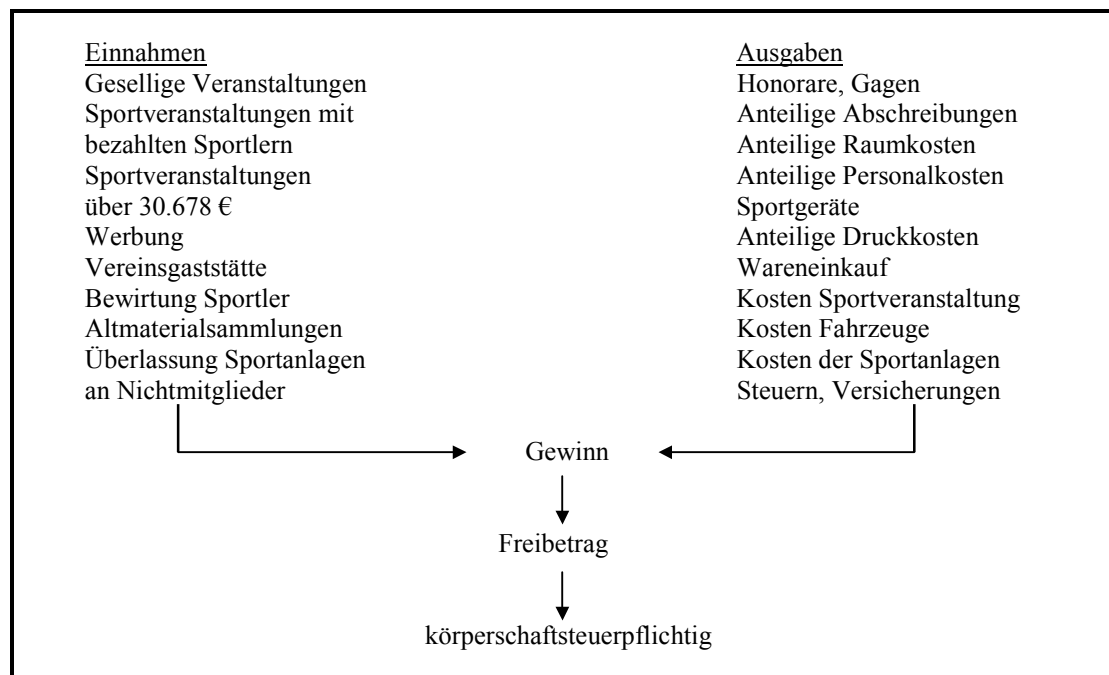 Einnahmen
Gesellige Veranstaltungen
Sportveranstaltungen mit
bezahlten Sportlern
Sportveranstaltungen
über 30.678 €
Werbung
Vereinsgaststätte
Bewirtung Sportler
Altmaterialsammlungen
Überlassung Sportanlagen
an Nichtmitglieder
Ausgaben
Honorare, Gagen
Anteilige Abschreibungen
Anteilige Raumkosten
Anteilige Personalkosten
Sportgeräte
Anteilige Druckkosten
Wareneinkauf
Kosten Sportveranstaltung
Kosten Fahrzeuge
Kosten der Sportanlagen
Steuern, Versicherungen
Gewinn
Freibetrag
körperschaftsteuerpflichtig